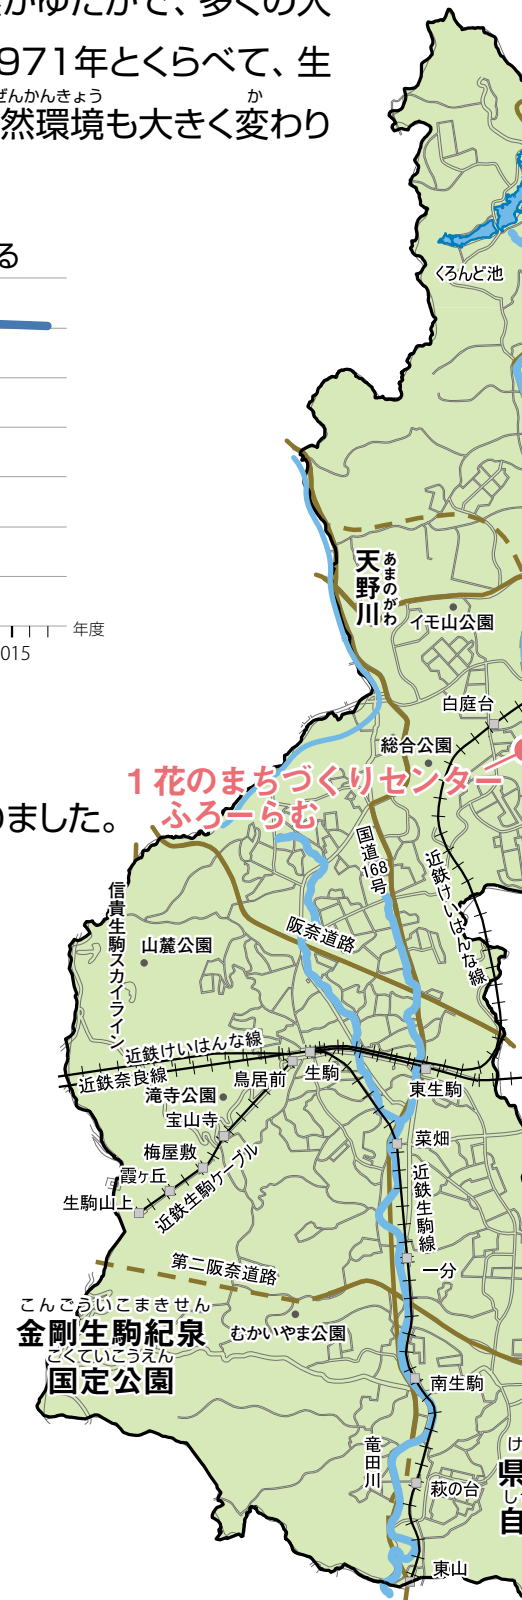 がゆたかで、多くの人
971年とくらべて、生
ぜんかんきょう
か
然環境も大きく変わり
る
年度
015
くろんど池
あまのがわ
天野川
イモ山公園
白庭台
総合公園
1 花のまちづくりセンター
ふろーらむ
りました。
国道168号
近鉄けいはんな線
信貴生駒スカイライン
阪奈道路
山麓公園
近鉄けいはんな線
近鉄奈良線
鳥居前
生駒
東生駒
滝寺公園
宝山寺
菜畑
梅屋敷
霞ヶ丘
近鉄生駒ケーブル
生駒山上
近鉄生駒線
一分
第二阪奈道路
こんごういこまきせん
金剛生駒紀泉
こくていこうえん
国定公園
むかいやま公園
南生駒
竜田川
け
県
し
自
萩の台
東山